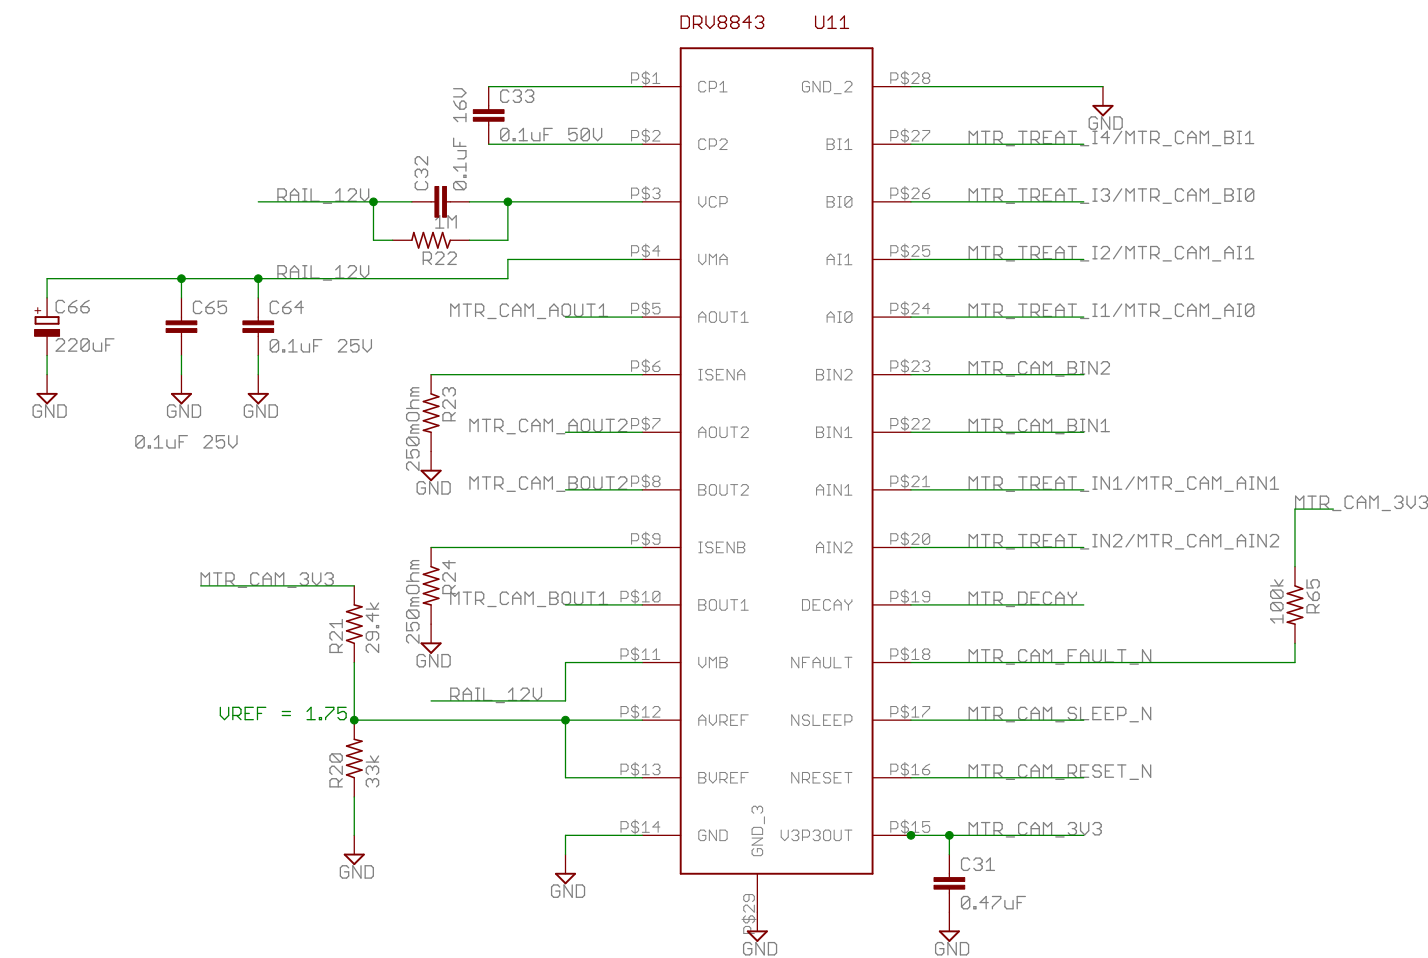 DRV8843 U11
P$1 CP1 GND_2 P$28
C33
0.1uF 50V
GND
P$2 CP2 BI1 P$27 MTR_TREAT_I4/MTR_CAM_BI1
C32
0.1uF 16V
RAIL_12V
P$3 VCP BI0 P$26 MTR_TREAT_I3/MTR_CAM_BI0
1M
R22
P$4 VMA AI1 P$25 MTR_TREAT_I2/MTR_CAM_AI1
RAIL_12V
C66
+
220uF
GND
C65
0.1uF 25V
GND
C64
0.1uF 25V
GND
MTR_CAM_AOUT1 P$5 AOUT1 AI0 P$24 MTR_TREAT_I1/MTR_CAM_AI0
P$6 ISENA BIN2 P$23 MTR_CAM_BIN2
250mOhm
R23
GND
MTR_CAM_AOUT2 P$7 AOUT2 BIN1 P$22 MTR_CAM_BIN1
MTR_CAM_BOUT2 P$8 BOUT2 AIN1 P$21 MTR_TREAT_IN1/MTR_CAM_AIN1
MTR_CAM_3V3
P$9 ISENB AIN2 P$20 MTR_TREAT_IN2/MTR_CAM_AIN2
250mOhm
R24
GND
MTR_CAM_BOUT1 P$10 BOUT1 DECAY P$19 MTR_DECAY
100k
R65
MTR_CAM_3V3
R21
29.4k
P$11 VMB NFAULT P$18 MTR_CAM_FAULT_N
RAIL_12V
VREF = 1.75
P$12 AVREF NSLEEP P$17 MTR_CAM_SLEEP_N
R20
33k
GND
P$13 BVREF NRESET P$16 MTR_CAM_RESET_N
P$14 GND GND_3 V3P3OUT P$15 MTR_CAM_3V3
GND
C31
0.47uF
GND
P$29
GND